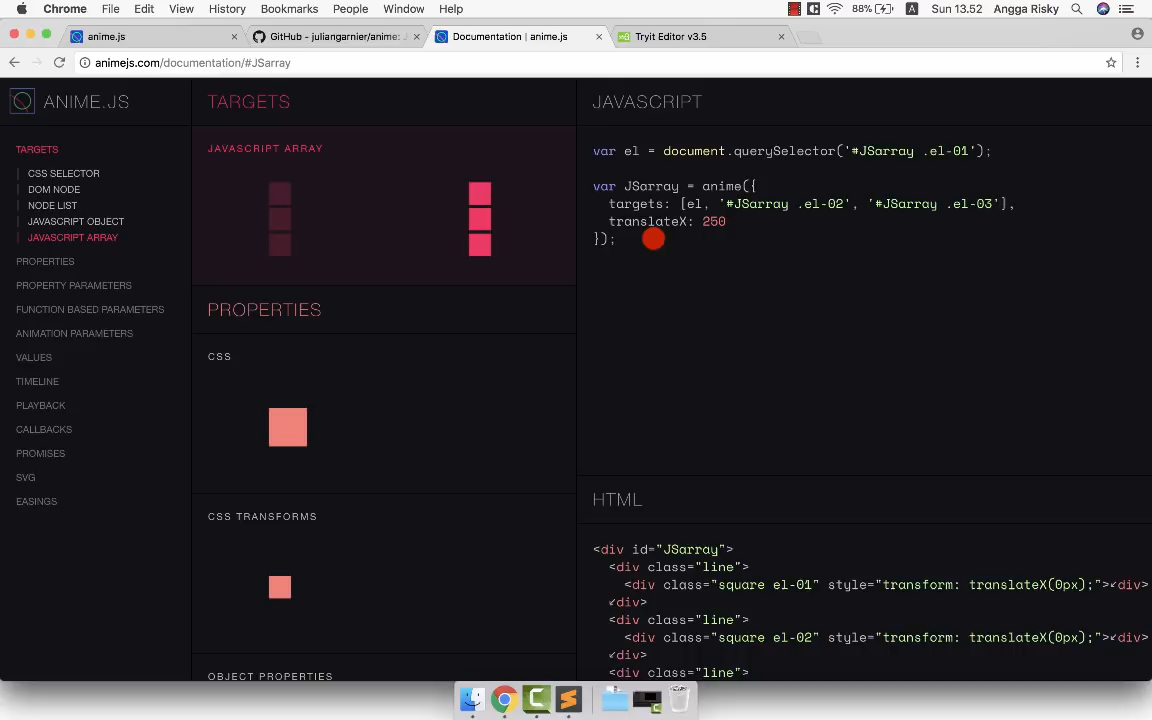 Chrome File Edit View History Bookmarks People Window Help 88% A Sun 13.52 Angga Risky
anime.js × GitHub - juliangarnier/anime: J × Documentation | anime.js × Tryit Editor v3.5 ×
animejs.com/documentation/#JSarray
ANIME.JS
TARGETS
CSS SELECTOR
DOM NODE
NODE LIST
JAVASCRIPT OBJECT
JAVASCRIPT ARRAY
PROPERTIES
PROPERTY PARAMETERS
FUNCTION BASED PARAMETERS
ANIMATION PARAMETERS
VALUES
TIMELINE
PLAYBACK
CALLBACKS
PROMISES
SVG
EASINGS
TARGETS
JAVASCRIPT ARRAY
PROPERTIES
CSS
CSS TRANSFORMS
OBJECT PROPERTIES
JAVASCRIPT
var el = document.querySelector('#JSarray .el-01');
var JSarray = anime({
targets: [el, '#JSarray .el-02', '#JSarray .el-03'],
translateX: 250
});
HTML
<div id="JSarray">
<div class="line">
<div class="square el-01" style="transform: translateX(0px);"></div>
</div>
<div class="line">
<div class="square el-02" style="transform: translateX(0px);"></div>
</div>
<div class="line">